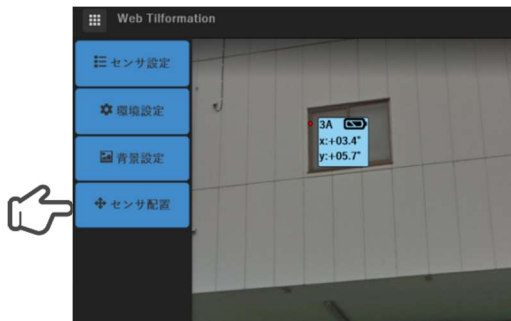 Web Tilformation
センサ設定
環境設定
背景設定
センサ配置
3A
x:+03.4°
y:+05.7°